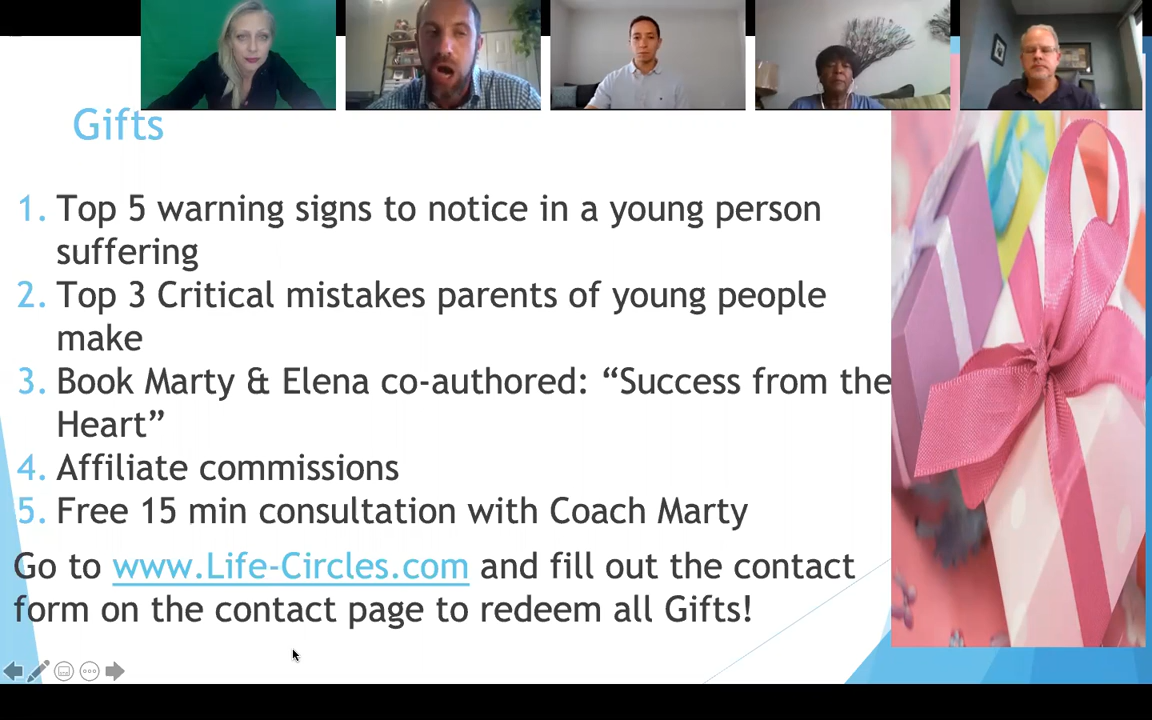 Gifts
1. Top 5 warning signs to notice in a young person
suffering
2. Top 3 Critical mistakes parents of young people
make
3. Book Marty & Elena co-authored: “Success from the
Heart”
4. Affiliate commissions
5. Free 15 min consultation with Coach Marty
Go to www.Life-Circles.com and fill out the contact
form on the contact page to redeem all Gifts!